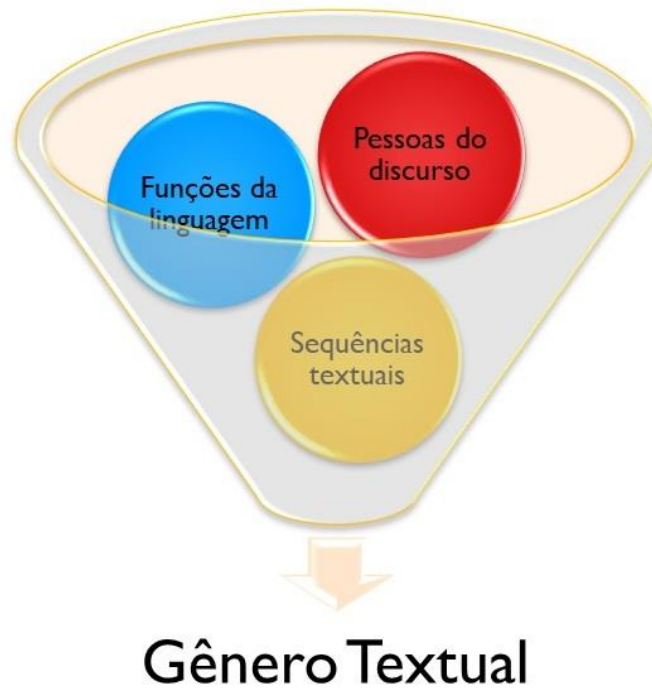 Pessoas do
discurso
Funções da
linguagem
Sequências
textuais
Gênero Textual